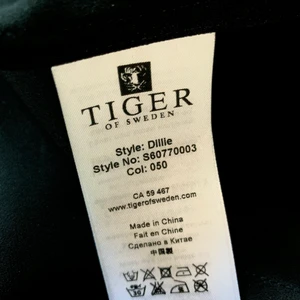 TIGER
OF SWEDEN
Style: Dillie
Style No: S60770003
Col: 050
CA 59 467
www.tigerofsweden.com
Made in China
Fait en Chine
Сделано в Китае
中国製